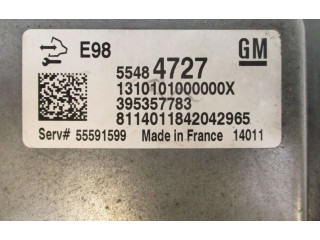 E98
GM
5548 4727
1310101000000X
395357783
8114011842042965
Serv# 55591599 Made in France 14011